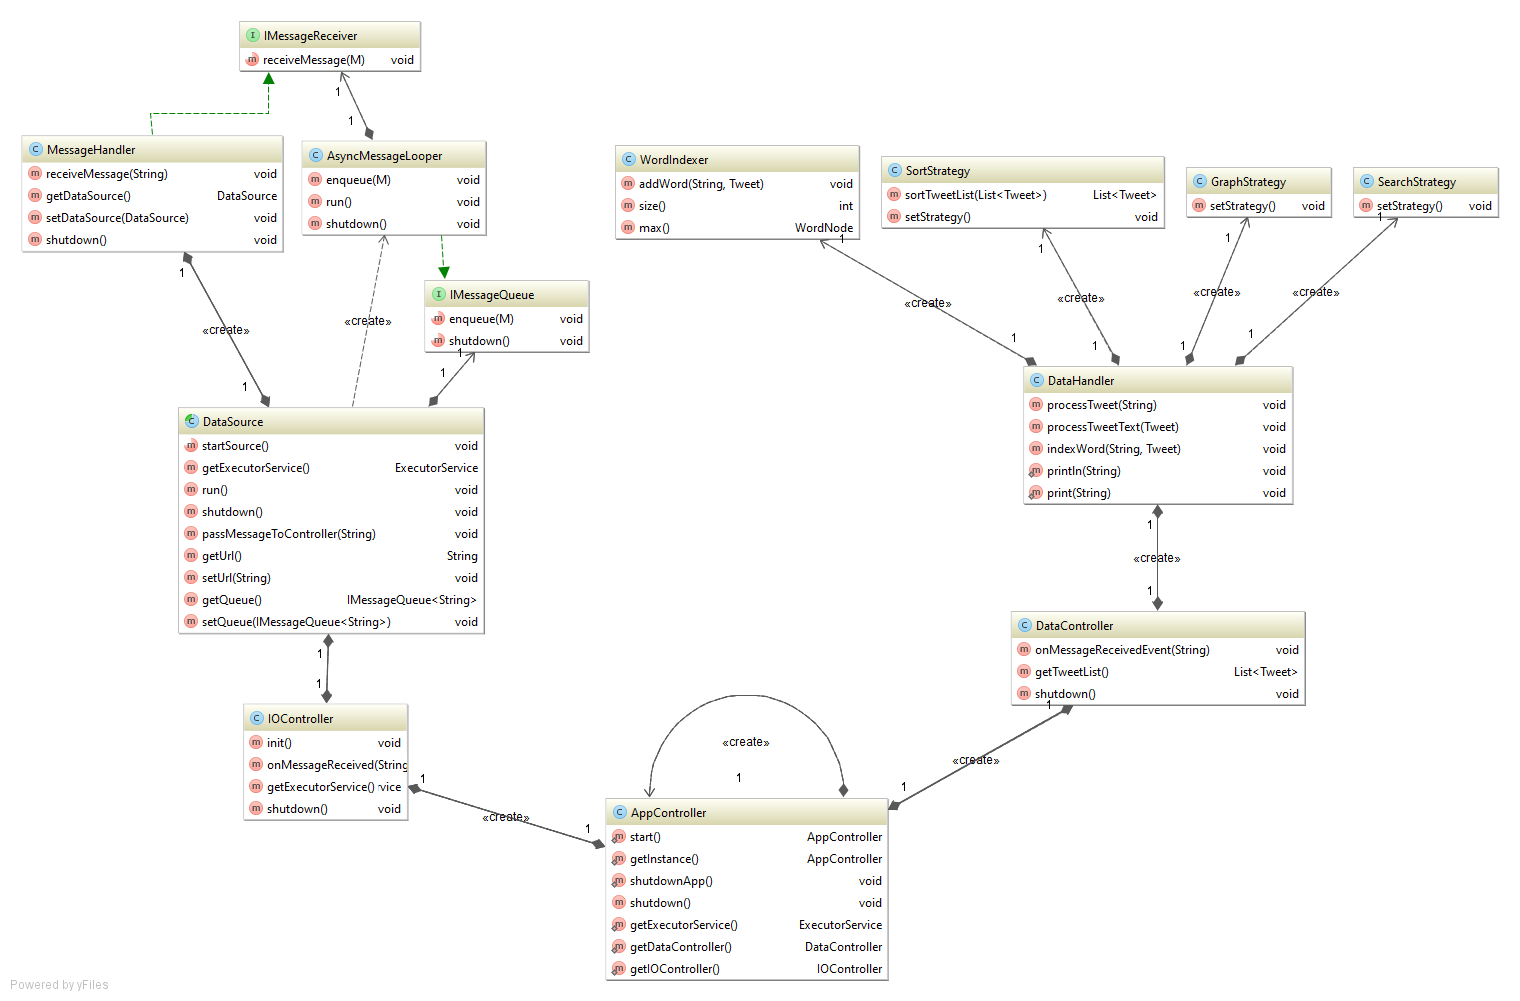 I IMessageReceiver
m receiveMessage(M) void
1
1
C MessageHandler
m receiveMessage(String) void
m getDataSource() DataSource
m setDataSource(DataSource) void
m shutdown() void
C AsyncMessageLooper
m enqueue(M) void
m run() void
m shutdown() void
C WordIndexer
m addWord(String, Tweet) void
m size() int
m max() WordNode
C SortStrategy
m sortTweetList(List<Tweet>) List<Tweet>
m setStrategy() void
C GraphStrategy
m setStrategy() void
C SearchStrategy
m setStrategy() void
1
1
1
1
1
«create»
«create»
I IMessageQueue
m enqueue(M) void
m shutdown() void
1
1
1
«create»
«create»
«create»
«create»
1
1
1
1
C DataHandler
m processTweet(String) void
m processTweetText(Tweet) void
m indexWord(String, Tweet) void
m println(String) void
m print(String) void
C DataSource
m startSource() void
m getExecutorService() ExecutorService
m run() void
m shutdown() void
m passMessageToController(String) void
m getUrl() String
m setUrl(String) void
m getQueue() IMessageQueue<String>
m setQueue(IMessageQueue<String>) void
1
«create»
1
1
1
C DataController
m onMessageReceivedEvent(String) void
m getTweetList() List<Tweet>
m shutdown() void
1
«create»
1
C IOController
m init() void
m onMessageReceived(String
m getExecutorService() vice
m shutdown() void
1
«create»
1
«create»
1
C AppController
m start() AppController
m getInstance() AppController
m shutdownApp() void
m shutdown() void
m getExecutorService() ExecutorService
m getDataController() DataController
m getIOController() IOController
Powered by yFiles